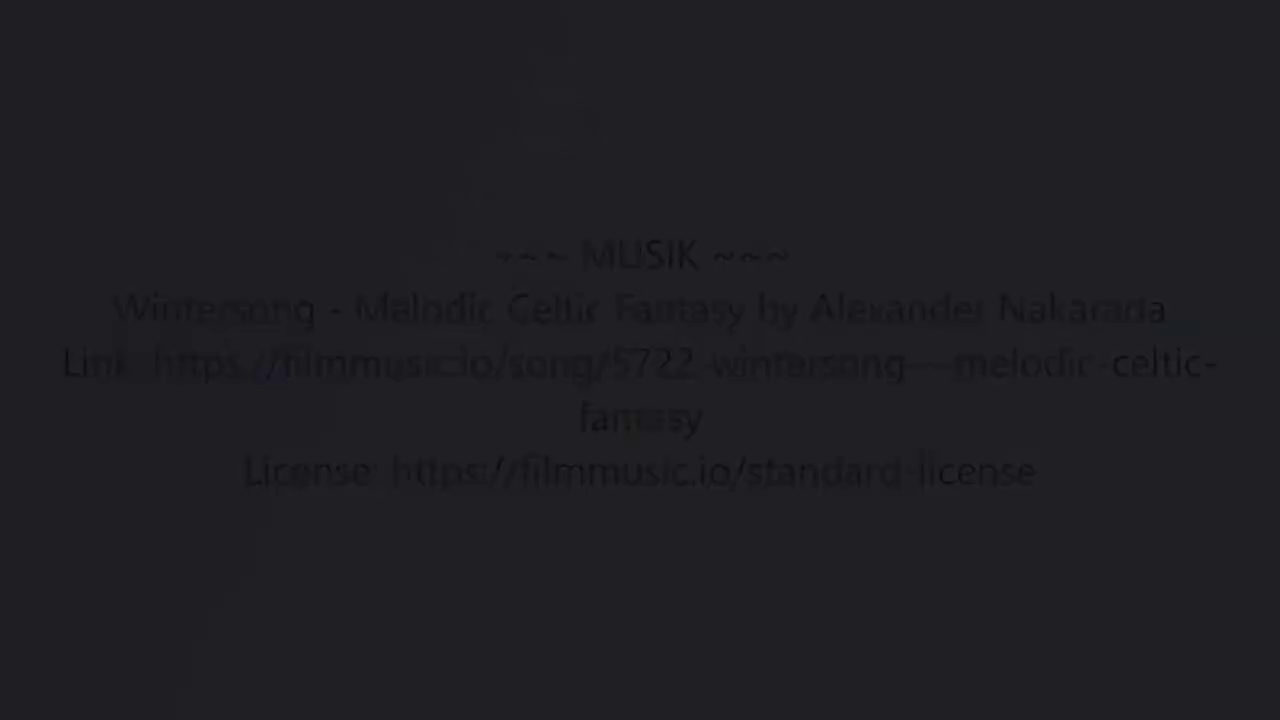 ~~~ MUSIK ~~~
Wintersong - Melodic Celtic Fantasy by Alexander Nakarada
Link: https://filmmusic.io/song/5722-wintersong---melodic-celtic-
fantasy
License: https://filmmusic.io/standard-license